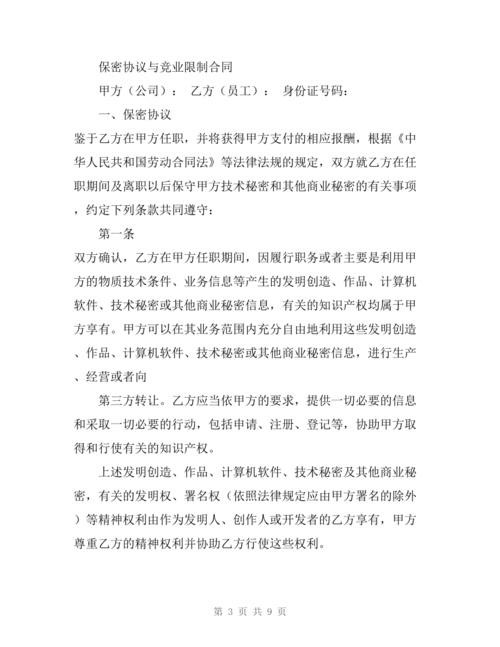 保密协议与竞业限制合同
甲方（公司）： 乙方（员工）： 身份证号码：
一、保密协议
鉴于乙方在甲方任职，并将获得甲方支付的相应报酬，根据《中
华人民共和国劳动合同法》等法律法规的规定，双方就乙方在任
职期间及离职以后保守甲方技术秘密和其他商业秘密的有关事项
，约定下列条款共同遵守：
第一条
双方确认，乙方在甲方任职期间，因履行职务或者主要是利用甲
方的物质技术条件、业务信息等产生的发明创造、作品、计算机
软件、技术秘密或其他商业秘密信息，有关的知识产权均属于甲
方享有。甲方可以在其业务范围内充分自由地利用这些发明创造
、作品、计算机软件、技术秘密或其他商业秘密信息，进行生产
、经营或者向
第三方转让。乙方应当依甲方的要求，提供一切必要的信息
和采取一切必要的行动，包括申请、注册、登记等，协助甲方取
得和行使有关的知识产权。
上述发明创造、作品、计算机软件、技术秘密及其他商业秘
密，有关的发明权、署名权（依照法律规定应由甲方署名的除外
）等精神权利由作为发明人、创作人或开发者的乙方享有，甲方
尊重乙方的精神权利并协助乙方行使这些权利。
第 3 页 共 9 页